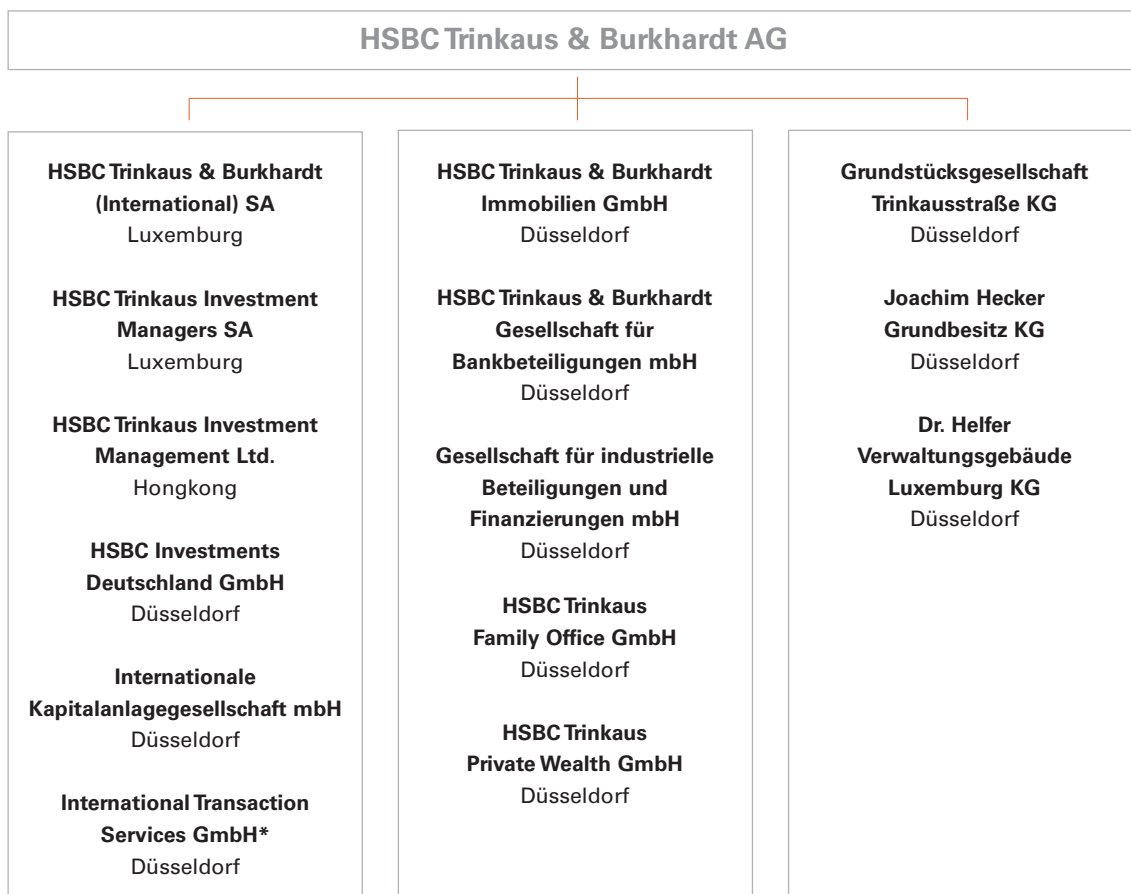 HSBC Trinkaus & Burkhardt AG
HSBC Trinkaus & Burkhardt
(International) SA
Luxemburg
HSBC Trinkaus Investment
Managers SA
Luxemburg
HSBC Trinkaus Investment
Management Ltd.
Hongkong
HSBC Investments
Deutschland GmbH
Düsseldorf
Internationale
Kapitalanlagegesellschaft mbH
Düsseldorf
International Transaction
Services GmbH*
Düsseldorf
HSBC Trinkaus & Burkhardt
Immobilien GmbH
Düsseldorf
HSBC Trinkaus & Burkhardt
Gesellschaft für
Bankbeteiligungen mbH
Düsseldorf
Gesellschaft für industrielle
Beteiligungen und
Finanzierungen mbH
Düsseldorf
HSBC Trinkaus
Family Office GmbH
Düsseldorf
HSBC Trinkaus
Private Wealth GmbH
Düsseldorf
Grundstücksgesellschaft
Trinkausstraße KG
Düsseldorf
Joachim Hecker
Grundbesitz KG
Düsseldorf
Dr. Helfer
Verwaltungsgebäude
Luxemburg KG
Düsseldorf